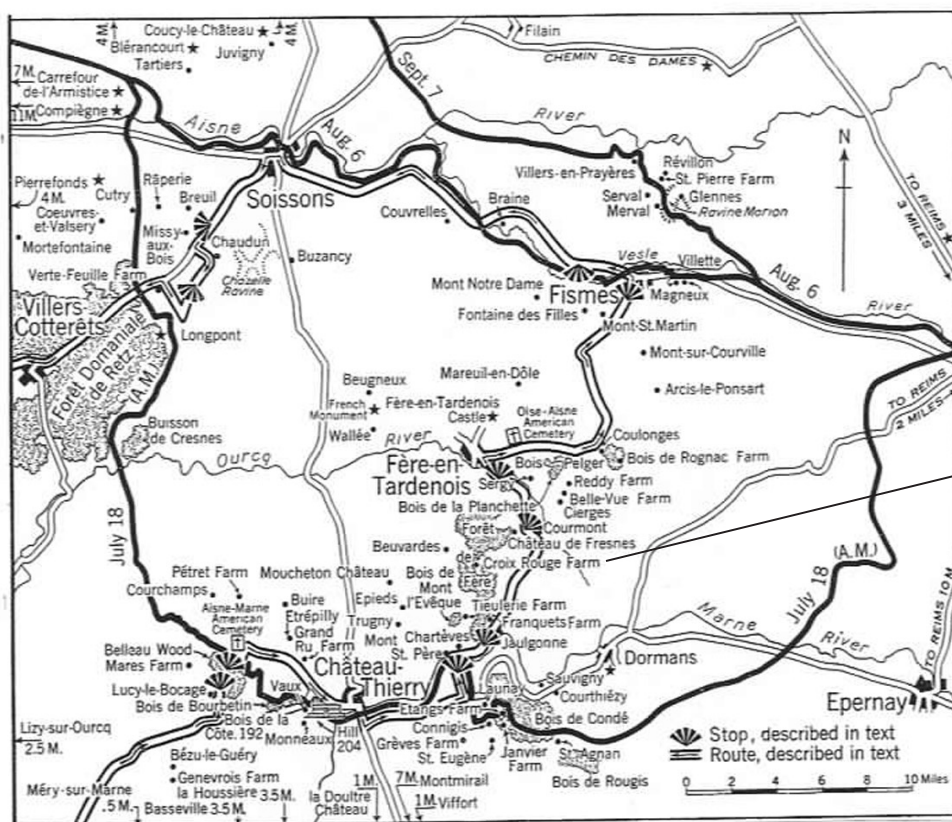 4 M.
Coucy-le-Château
4 M.
Blérancourt
Juvigny
Tartiers
Filain
CHEMIN DES DAMES
7 M.
Carrefour
de-l'Armistice
11 M.
Compiègne
Sept. 7
Aisne
Aug. 6
River
Villers-en-Prayères
Révillon
St. Pierre Farm
Glennes
Serval
Merval
Ravine Marion
N
TO REIMS
3 MILES
Pierrefonds
4 M.
Cutry
Râperie
Breuil
Soissons
Coeuvres-
et-Valsery
Mortefontaine
Missy-
aux-
Bois
Chaudun
Chazelle
Ravine
Buzancy
Couvrelles
Braine
Vesle
Villette
Verte-Feuille Farm
Mont Notre Dame
Fismes
Magneux
Aug. 6
River
Villers-
Cotterêts
Fontaine des Filles
Mont-St. Martin
Longpont
Forêt Domaniale
de Retz
(A.M.)
Mont-sur-Courville
Beugneux
Mareuil-en-Dôle
Arcis-le-Ponsart
French
Monument
Fère-en-Tardenois
Castle
Oise-Aisne
American
Cemetery
TO REIMS
2 MILES
Buisson
de Cresnes
Wallée
River
Ourcq
Coulonges
Fère-en-
Tardenois
Bois Pelger
Bois de Rognac Farm
Sergy
Reddy Farm
Bois de la Planchette
Belle-Vue Farm
Cierges
Forêt
de
Fère
Courmont
Château de Fresnes
Beuvardes
Croix Rouge Farm
July 18
Pétret Farm
Moucheton Château
Bois de
Mont
l'Evêque
July 18
(A.M.)
Courchamps
Aisne-Marne
American
Cemetery
Buire
Epieds
Tieulerie Farm
Etrépilly
Trugny
Franquets Farm
Grand
Ru Farm
Mont
St. Père
Chartèves
Jaulgonne
Marne
River
Belleau Wood
Mares Farm
Château-
Thierry
Dormans
TO REIMS 10 M.
Lucy-le-Bocage
Vaux
Launay
Sauvigny
Courthiézy
Epernay
Bois de Bourbetin
Etangs Farm
Bois de Condé
Lizy-sur-Ourcq
2.5 M.
Bois de la
Côte. 192
Monneaux
Hill
204
Connigis
Grèves Farm
St. Eugène
Janvier
Farm
St. Agnan
Bois de Rougis
Stop, described in text
Route, described in text
Bézu-le-Guéry
Genevrois Farm
la Houssière
Méry-sur-Marne
.5 M.
Basseville 3.5 M.
3.5 M.
la Doultre
Château
1 M.
7 M.
Montmirail
1 M.
Viffort
0 2 4 6 8 10 Miles